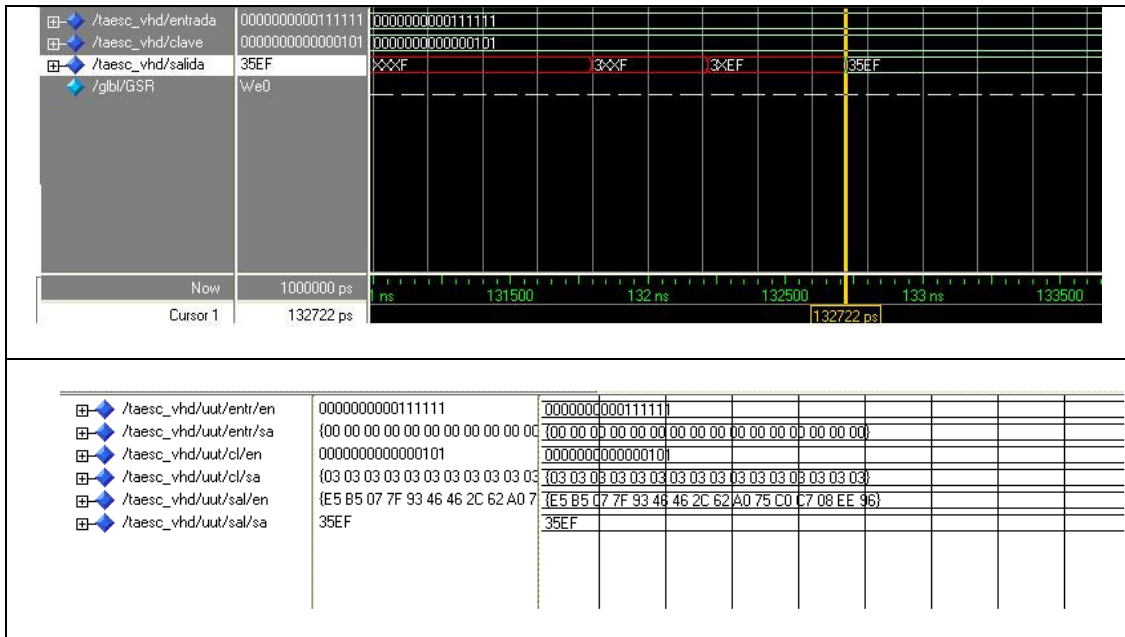 /taesc_vhd/entrada 0000000000111111 0000000000111111
/taesc_vhd/clave 0000000000000101 0000000000000101
/taesc_vhd/salida 35EF XXXF 3XXF 3XEF 35EF
/glbl/GSR We0
Now 1000000 ps 1 ns 131500 132 ns 132500 133 ns 133500
Cursor 1 132722 ps 132722 ps
/taesc_vhd/uut/entr/en 0000000000111111 0000000000111111
/taesc_vhd/uut/entr/sa {00 00 00 00 00 00 00 00 00 00 0C {00 00 00 00 00 00 00 00 00 00 00 00 00 00 00 00}
/taesc_vhd/uut/cl/en 0000000000000101 0000000000000101
/taesc_vhd/uut/cl/sa {03 03 03 03 03 03 03 03 03 03 03 {03 03 03 03 03 03 03 03 03 03 03 03 03 03 03 03}
/taesc_vhd/uut/sal/en {E5 B5 07 7F 93 46 46 2C 62 A0 7 {E5 B5 07 7F 93 46 46 2C 62 A0 75 C0 C7 08 EE 96}
/taesc_vhd/uut/sal/sa 35EF 35EF